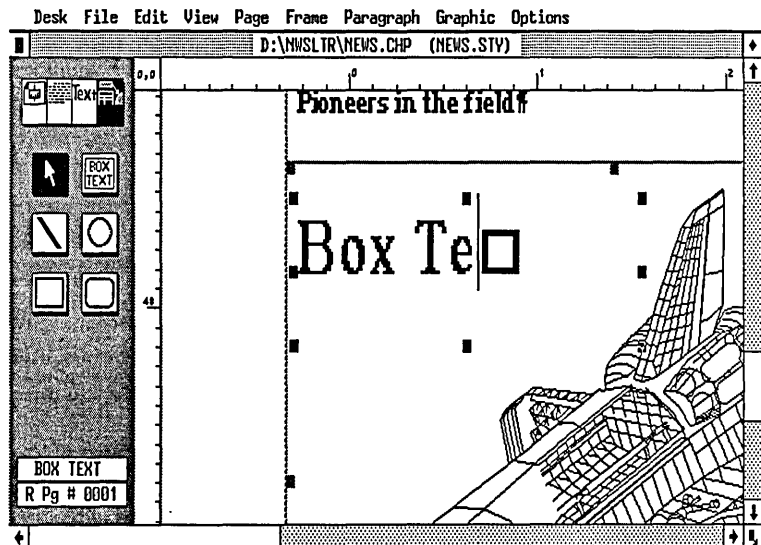 Desk File Edit View Page Frame Paragraph Graphic Options
D:\NWSLTR\NEWS.CHP (NEWS.STY)
0,0
0 1 2
Text
Pioneers in the field¶
BOX
TEXT
Box Te
4
BOX TEXT
R Pg # 0001